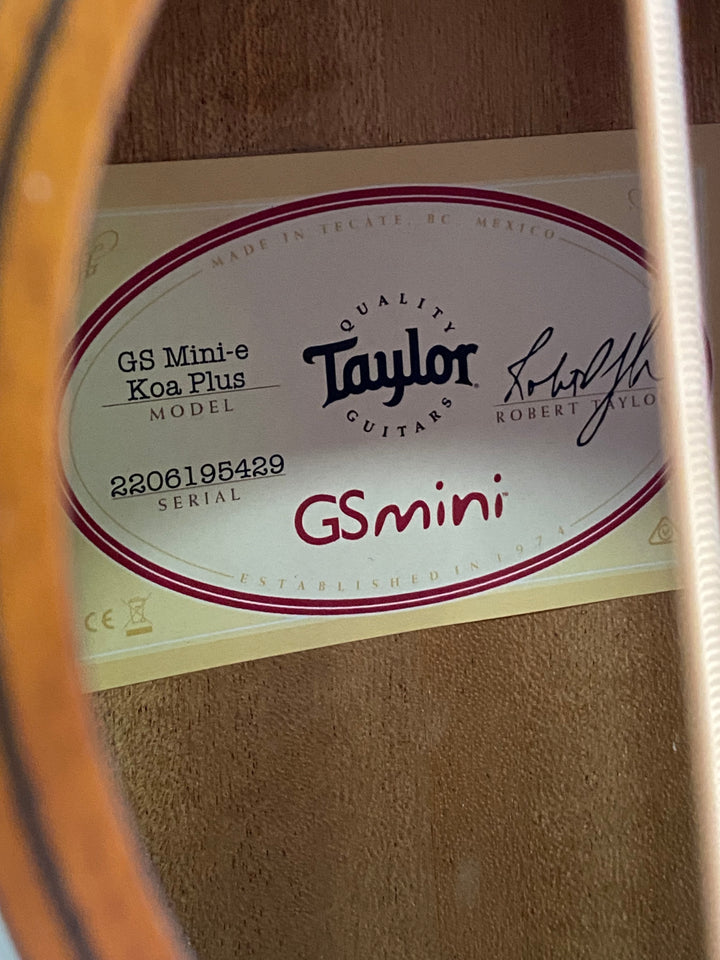 MADE IN TECATE, BC MEXICO
GS Mini-e
Koa Plus
MODEL
QUALITY
Taylor
GUITARS
ROBERT TAYLO
2206195429
SERIAL
GSmini
ESTABLISHED IN 1974
CE